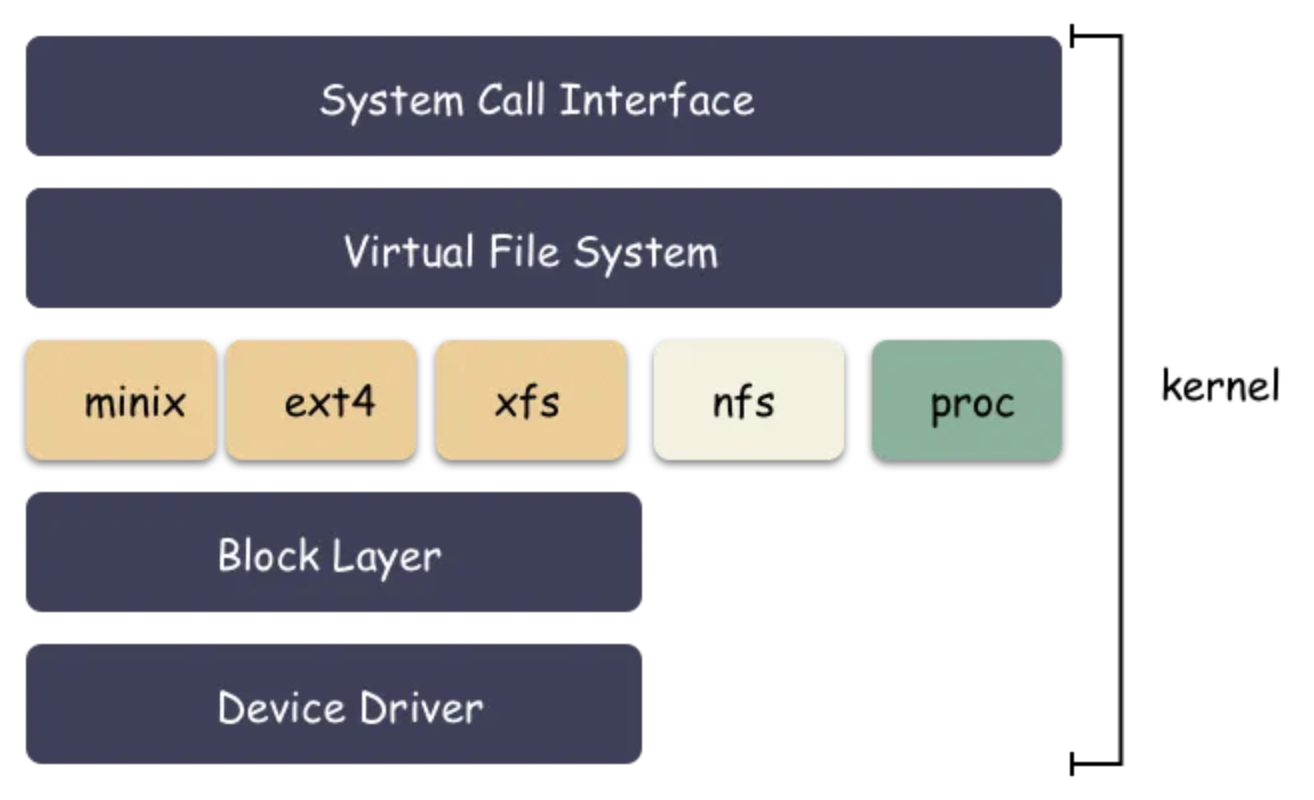 System Call Interface
Virtual File System
minix
ext4
xfs
nfs
proc
kernel
Block Layer
Device Driver